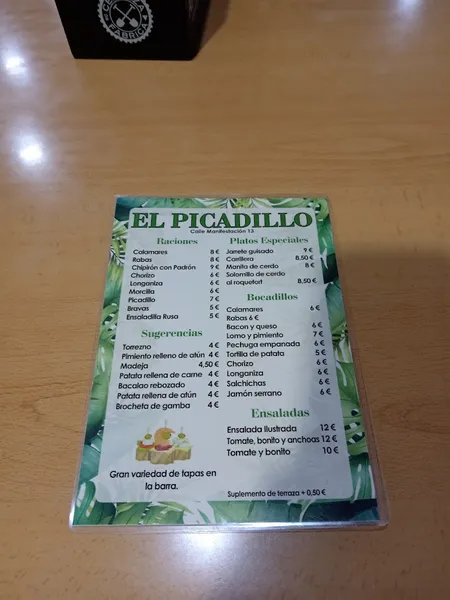 FABRICA
EL PICADILLO
Calle Manifestación 13
Raciones
Calamares 8 €
Rabas 8 €
Chipirón con Padrón 9 €
Chorizo 6 €
Longaniza 6 €
Morcilla 6 €
Picadillo 7 €
Bravas 5 €
Ensaladilla Rusa 5 €
Sugerencias
Torrezno 4 €
Pimiento relleno de atún 4 €
Madeja 4,50 €
Patata rellena de carne 4 €
Bacalao rebozado 4 €
Patata rellena de atún 4 €
Brocheta de gamba 4 €
Gran variedad de tapas en
la barra.
Platos Especiales
Janete guisado 9 €
Carrillera 8.50 €
Manita de cerdo 8 €
Solomillo de cerdo
al roquefort 8.50 €
Bocadillos
Calamares 6 €
Rabas 6 €
Bacon y queso 6 €
Lomo y pimiento 7 €
Pechuga empanada 6 €
Tortilla de patata 5 €
Chorizo 6 €
Longaniza 6 €
Salchichas 6 €
Jamón serrano 6 €
Ensaladas
Ensalada Ilustrada 12 €
Tomate, bonito y anchoas 12 €
Tomate y bonito 10 €
Suplemento de terraza + 0,50 €